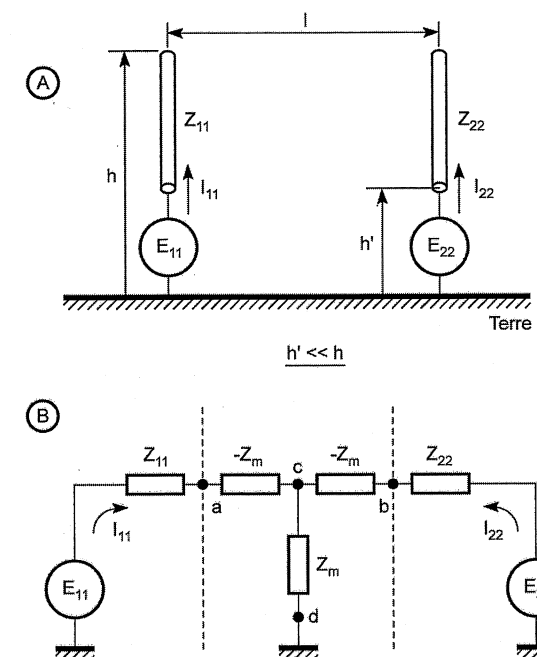 l
A
Z11
Z22
h
I11
I22
h'
E11
E22
Terre
h' << h
B
Z11
-Zm
c
-Zm
Z22
a
b
I11
I22
Zm
E11
E
d